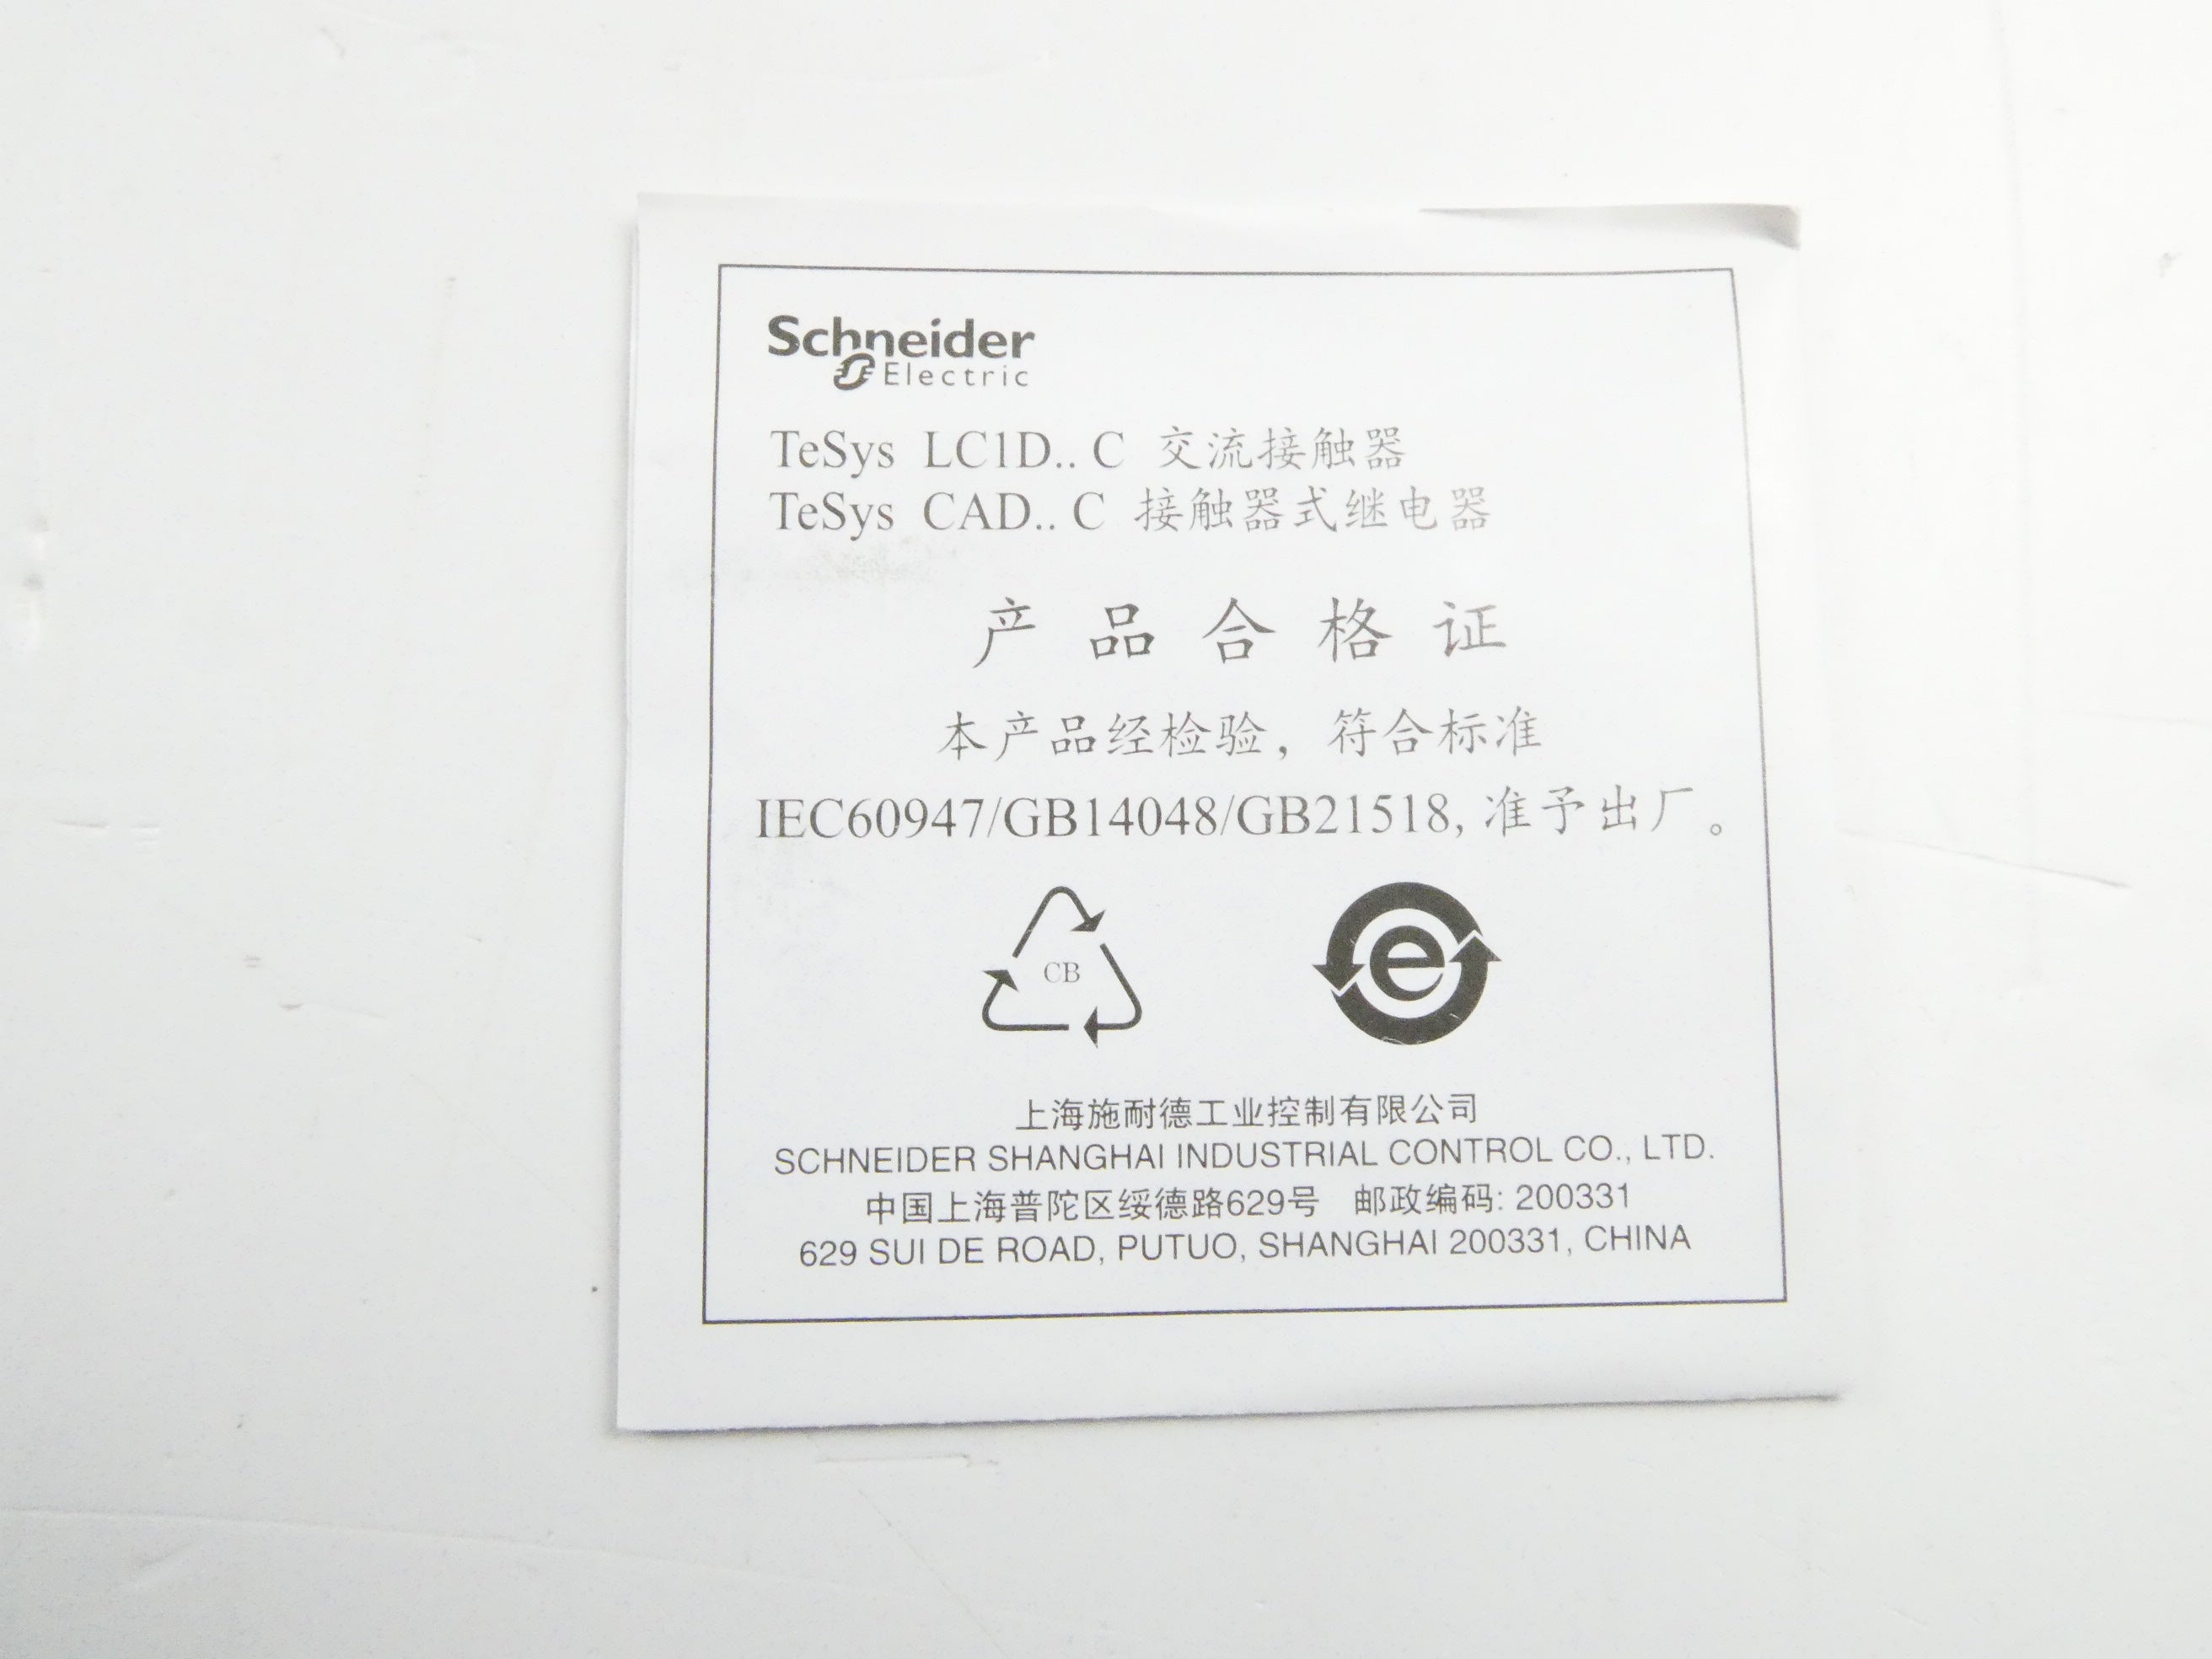 Schneider
Electric
TeSys LC1D.. C 交流接触器
TeSys CAD.. C 接触器式继电器
产品合格证
本产品经检验，符合标准
IEC60947/GB14048/GB21518, 准予出厂。
CB
e
上海施耐德工业控制有限公司
SCHNEIDER SHANGHAI INDUSTRIAL CONTROL CO., LTD.
中国上海普陀区绥德路629号 邮政编码: 200331
629 SUI DE ROAD, PUTUO, SHANGHAI 200331, CHINA